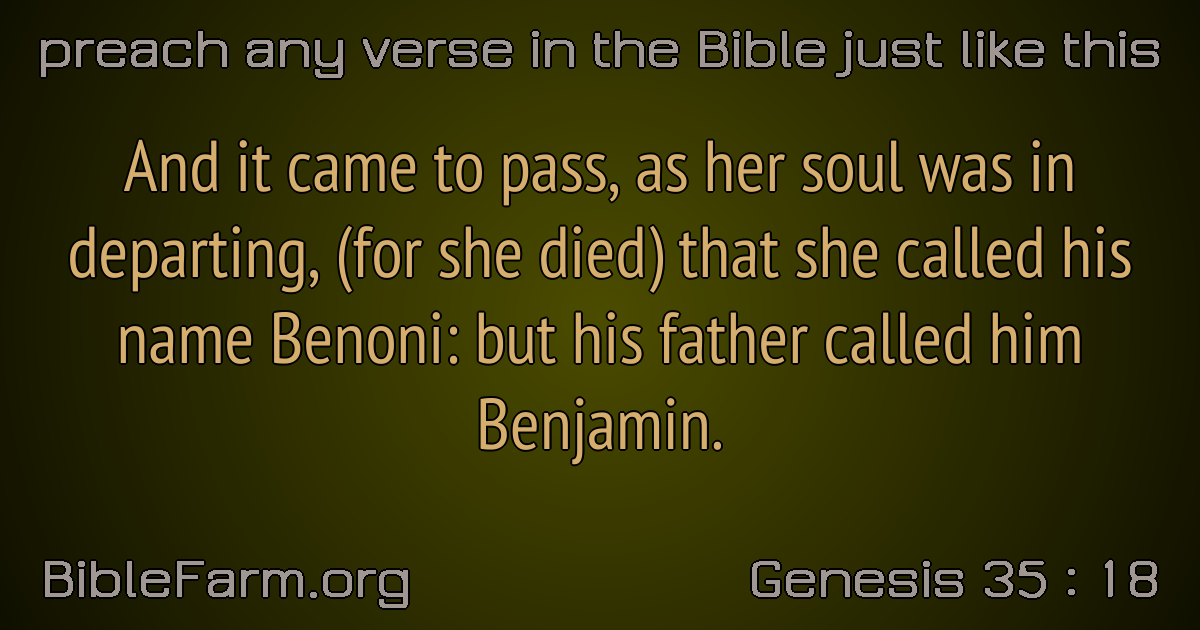 preach any verse in the Bible just like this
And it came to pass, as her soul was in
departing, (for she died) that she called his
name Benoni: but his father called him
Benjamin.
BibleFarm.org
Genesis 35 : 18